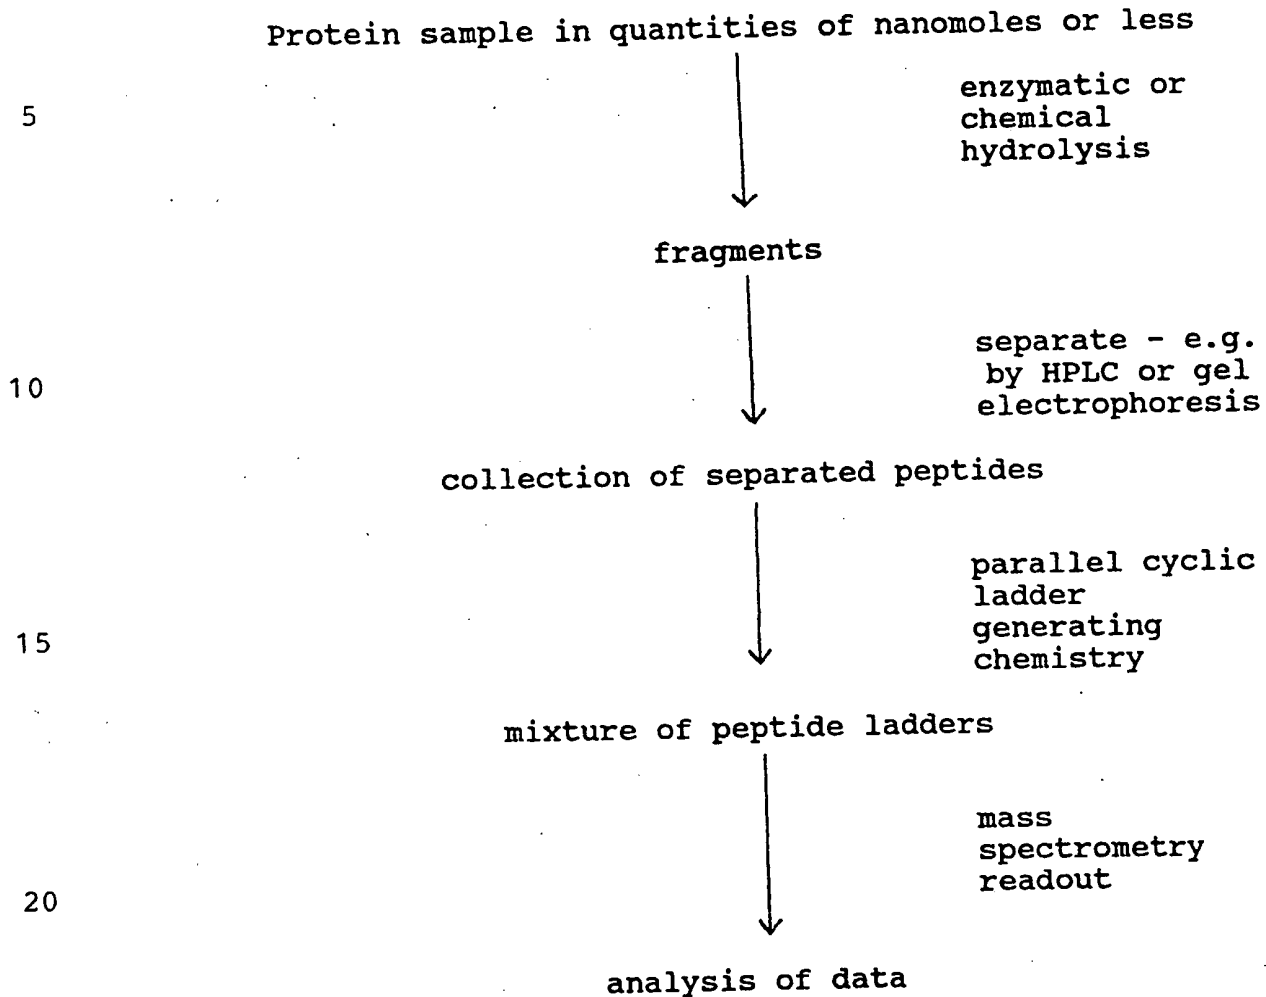 Protein sample in quantities of nanomoles or less
enzymatic or
5
chemical
hydrolysis
fragments
separate - e.g.
10
by HPLC or gel
electrophoresis
collection of separated peptides
parallel cyclic
ladder
15
generating
chemistry
mixture of peptide ladders
mass
spectrometry
readout
20
analysis of data